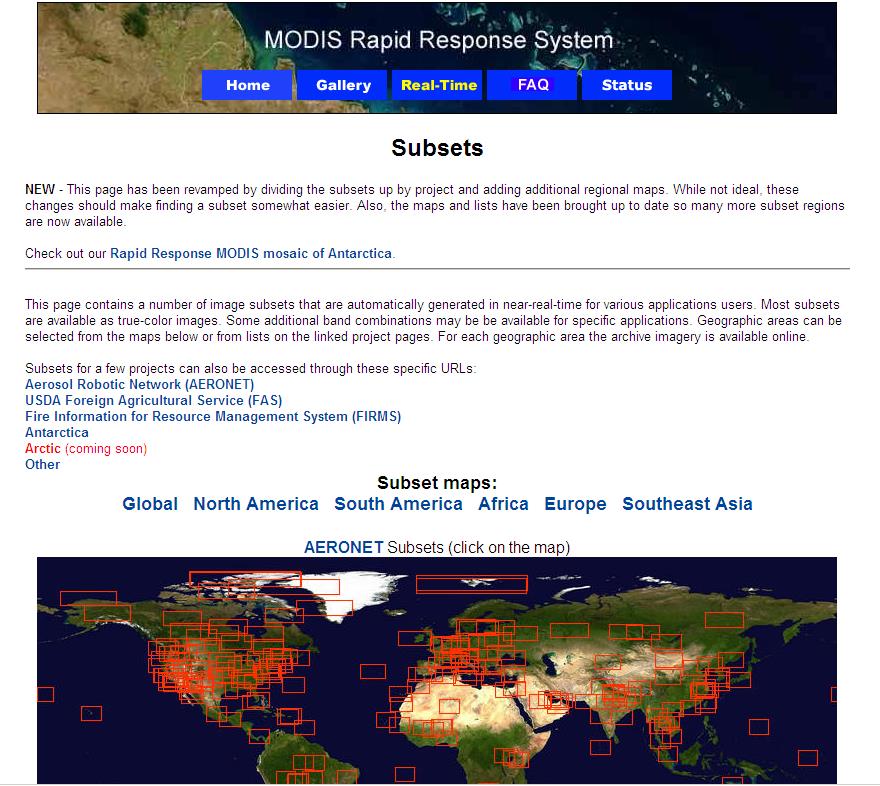 MODIS Rapid Response System
Home Gallery Real-Time FAQ Status
Subsets
NEW - This page has been revamped by dividing the subsets up by project and adding additional regional maps. While not ideal, these
changes should make finding a subset somewhat easier. Also, the maps and lists have been brought up to date so many more subset regions
are now available.
Check out our Rapid Response MODIS mosaic of Antarctica.
This page contains a number of image subsets that are automatically generated in near-real-time for various applications users. Most subsets
are available as true-color images. Some additional band combinations may be be available for specific applications. Geographic areas can be
selected from the maps below or from lists on the linked project pages. For each geographic area the archive imagery is available online.
Subsets for a few projects can also be accessed through these specific URLs:
Aerosol Robotic Network (AERONET)
USDA Foreign Agricultural Service (FAS)
Fire Information for Resource Management System (FIRMS)
Antarctica
Arctic (coming soon)
Other
Subset maps:
Global North America South America Africa Europe Southeast Asia
AERONET Subsets (click on the map)